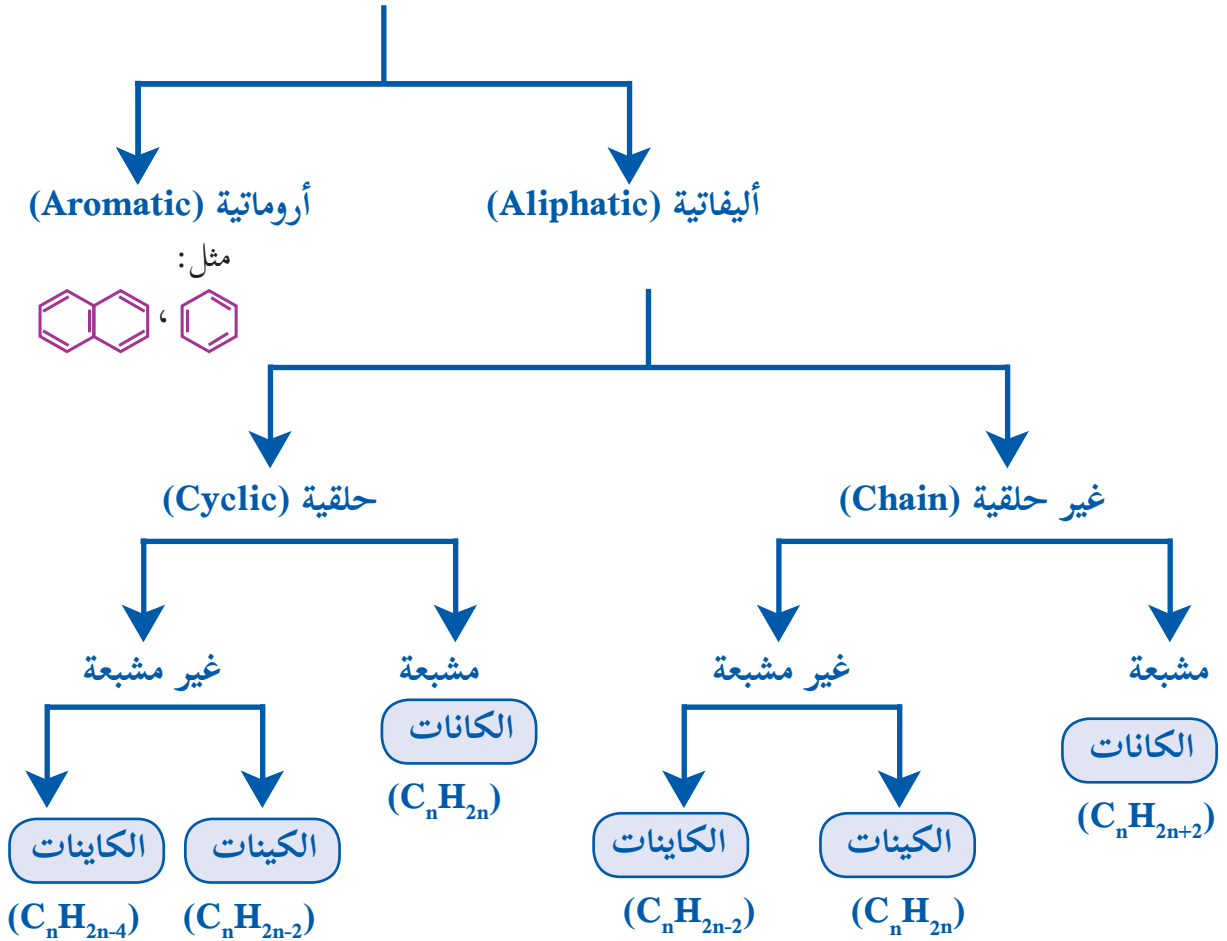 أليفاتية (Aliphatic)
أروماتية (Aromatic)
مثل:
،
غير حلقية (Chain)
حلقية (Cyclic)
مشبعة
غير مشبعة
مشبعة
غير مشبعة
الكانات
(CₙH₂ₙ₊₂)
الكينات
(CₙH₂ₙ)
الكاينات
(CₙH₂ₙ₋₂)
الكانات
(CₙH₂ₙ)
الكينات
(CₙH₂ₙ₋₂)
الكاينات
(CₙH₂ₙ₋₄)